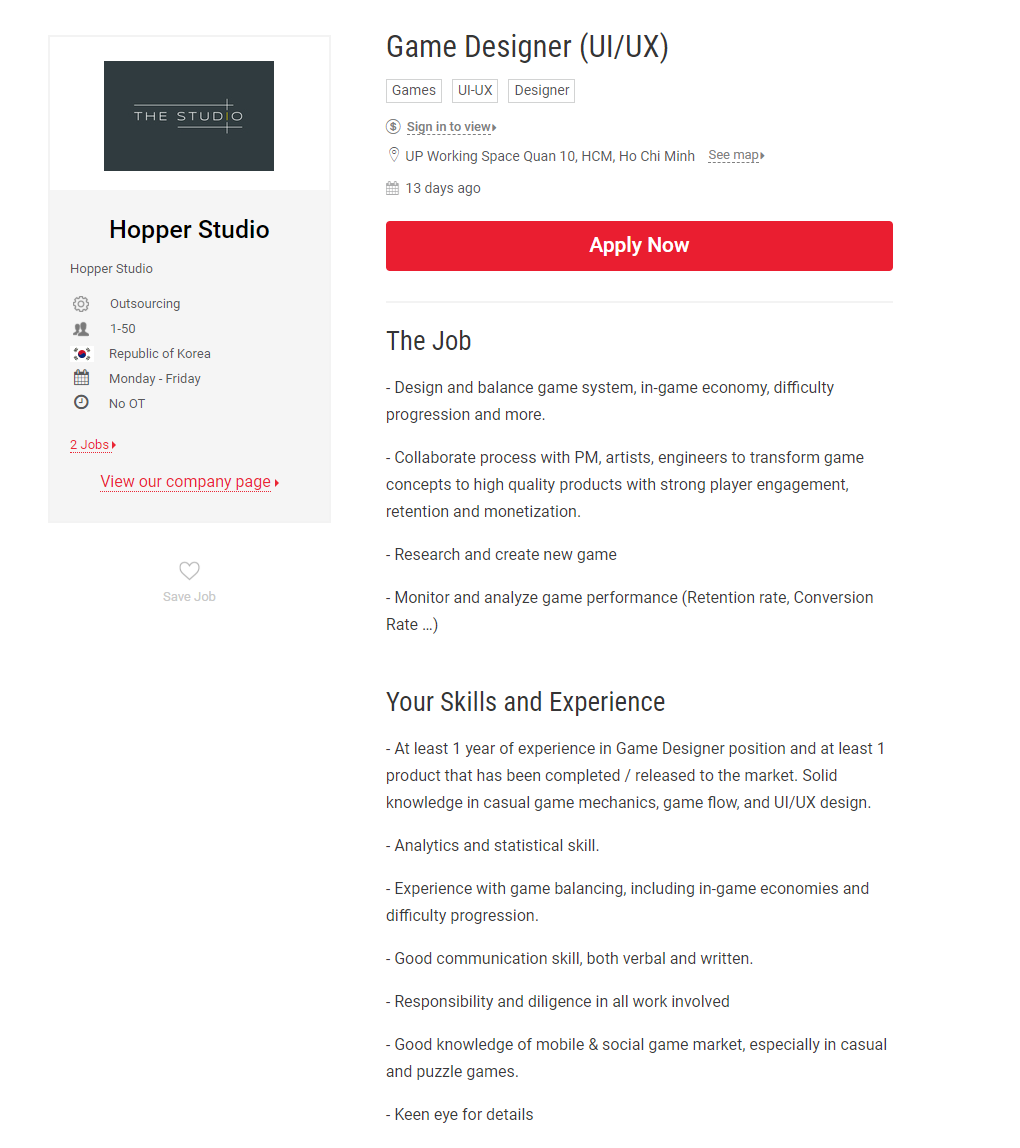 THE STUDIO
Hopper Studio
Hopper Studio
Outsourcing
1-50
Republic of Korea
Monday - Friday
No OT
2 Jobs
View our company page
Save Job
Game Designer (UI/UX)
Games UI-UX Designer
$ Sign in to view
UP Working Space Quan 10, HCM, Ho Chi Minh See map
13 days ago
Apply Now
The Job
- Design and balance game system, in-game economy, difficulty
progression and more.
- Collaborate process with PM, artists, engineers to transform game
concepts to high quality products with strong player engagement,
retention and monetization.
- Research and create new game
- Monitor and analyze game performance (Retention rate, Conversion
Rate ...)
Your Skills and Experience
- At least 1 year of experience in Game Designer position and at least 1
product that has been completed / released to the market. Solid
knowledge in casual game mechanics, game flow, and UI/UX design.
- Analytics and statistical skill.
- Experience with game balancing, including in-game economies and
difficulty progression.
- Good communication skill, both verbal and written.
- Responsibility and diligence in all work involved
- Good knowledge of mobile & social game market, especially in casual
and puzzle games.
- Keen eye for details